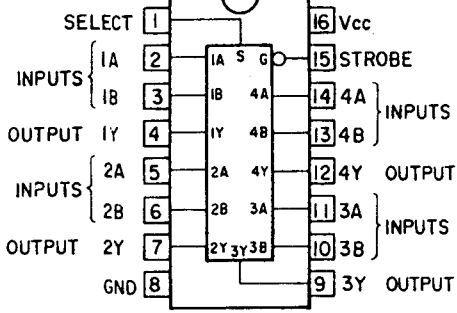 SELECT 1 16 Vcc
1A 2 1A S G 15 STROBE
INPUTS
1B 3 1B 4A 14 4A
INPUTS
OUTPUT 1Y 4 1Y 4B 13 4B
2A 5 2A 4Y 12 4Y OUTPUT
INPUTS
2B 6 2B 3A 11 3A
INPUTS
OUTPUT 2Y 7 2Y 3Y 3B 10 3B
GND 8 9 3Y OUTPUT